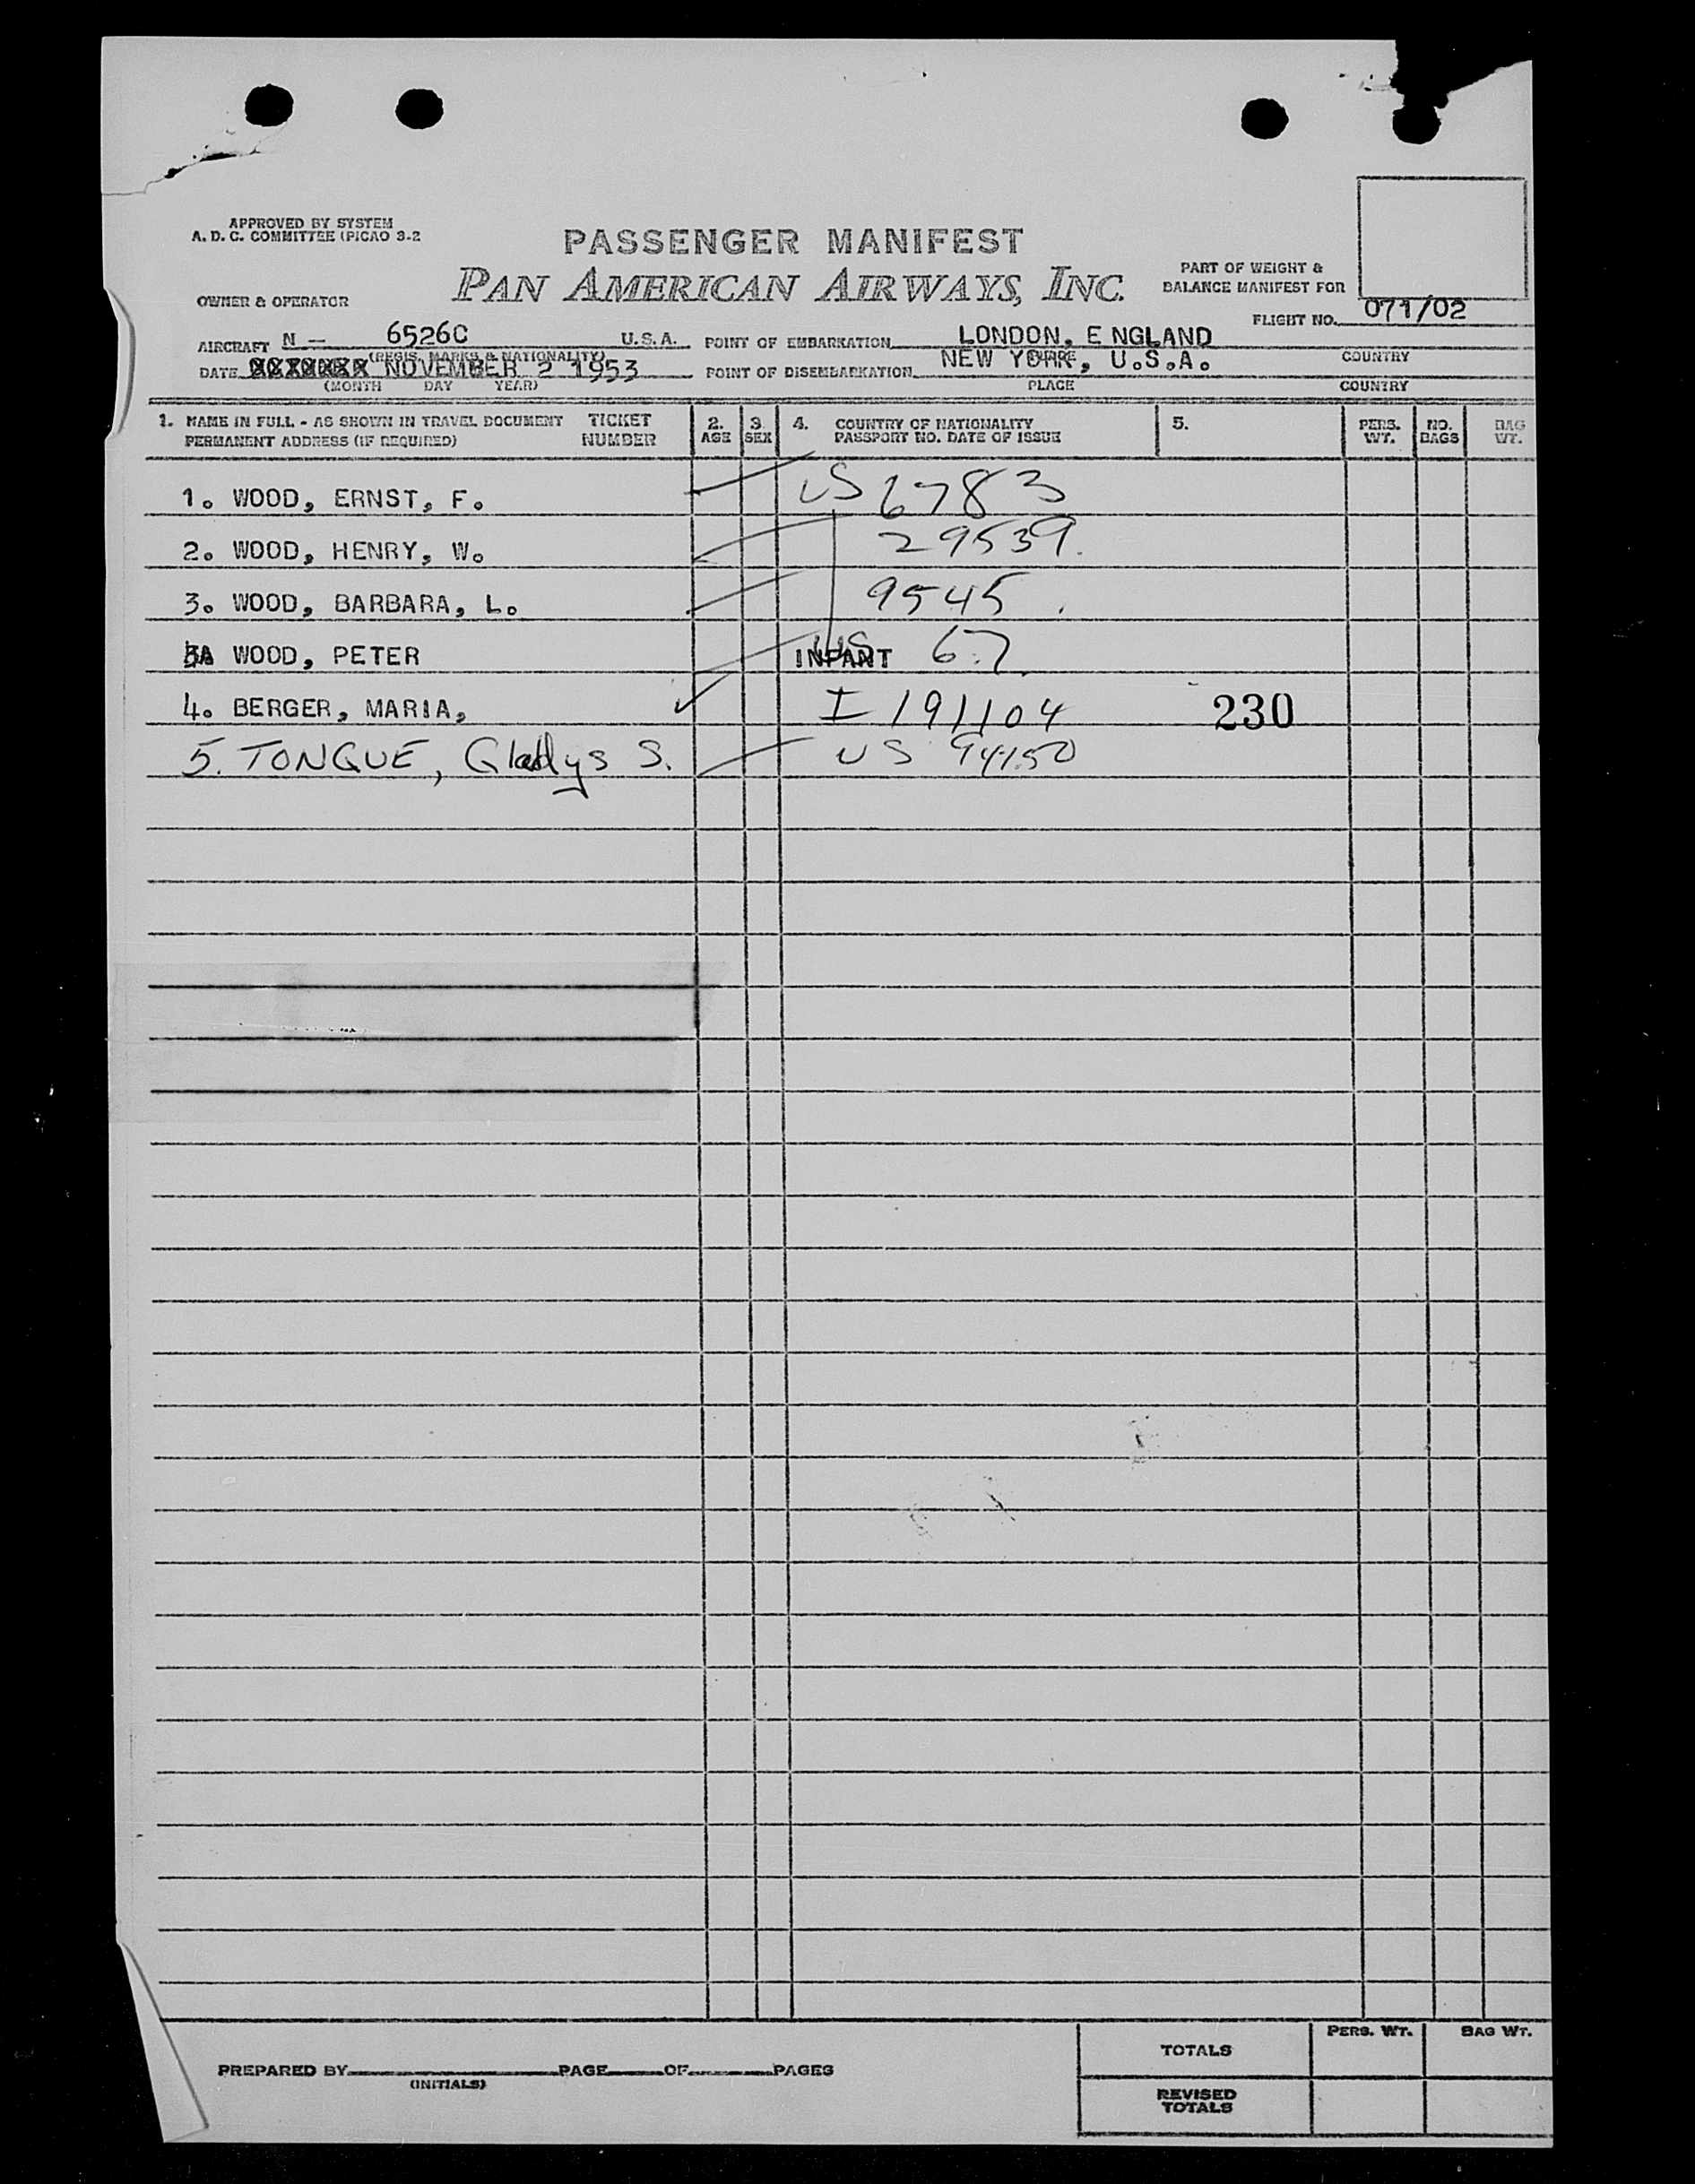 APPROVED BY SYSTEM
A. D. C. COMMITTEE (PICAO 3-2
PASSENGER MANIFEST
PAN AMERICAN AIRWAYS, INC.
PART OF WEIGHT &
BALANCE MANIFEST FOR
OWNER & OPERATOR
FLIGHT NO. 071/02
AIRCRAFT N - 6526C U.S.A. POINT OF EMBARKATION LONDON, ENGLAND
(REGIS. MARKS & NATIONALITY) PLACE COUNTRY
DATE NOVEMBER 2 1953 POINT OF DISEMBARKATION NEW YORK, U.S.A.
(MONTH DAY YEAR) PLACE COUNTRY
1. NAME IN FULL - AS SHOWN IN TRAVEL DOCUMENT TICKET 2. 3. 4. COUNTRY OF NATIONALITY 5. PERS. NO. BAG
PERMANENT ADDRESS (IF REQUIRED) NUMBER AGE SEX PASSPORT NO. DATE OF ISSUE WT. BAGS WT.
1. WOOD, ERNST, F. US 6783
2. WOOD, HENRY, W. 29539.
3. WOOD, BARBARA, L. 9545.
3A WOOD, PETER INFANT US 67
4. BERGER, MARIA, I 191104 230
5. TONGUE, Gladys S. US 94150
PERS. WT. BAG WT.
TOTALS
PREPARED BY PAGE OF PAGES
(INITIALS)
REVISED
TOTALS